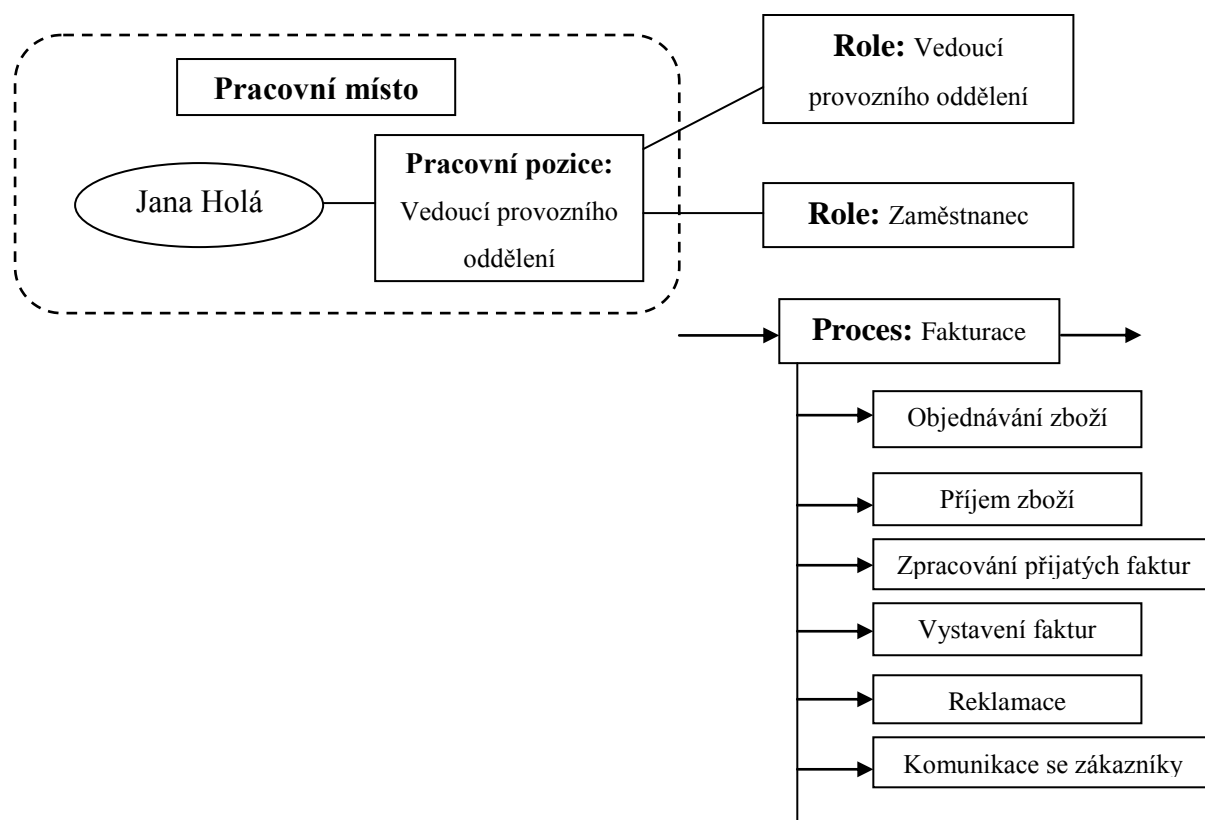 Role: Vedoucí
provozního oddělení
Pracovní místo
Pracovní pozice:
Vedoucí provozního
oddělení
Jana Holá
Role: Zaměstnanec
Proces: Fakturace
Objednávání zboží
Příjem zboží
Zpracování přijatých faktur
Vystavení faktur
Reklamace
Komunikace se zákazníky